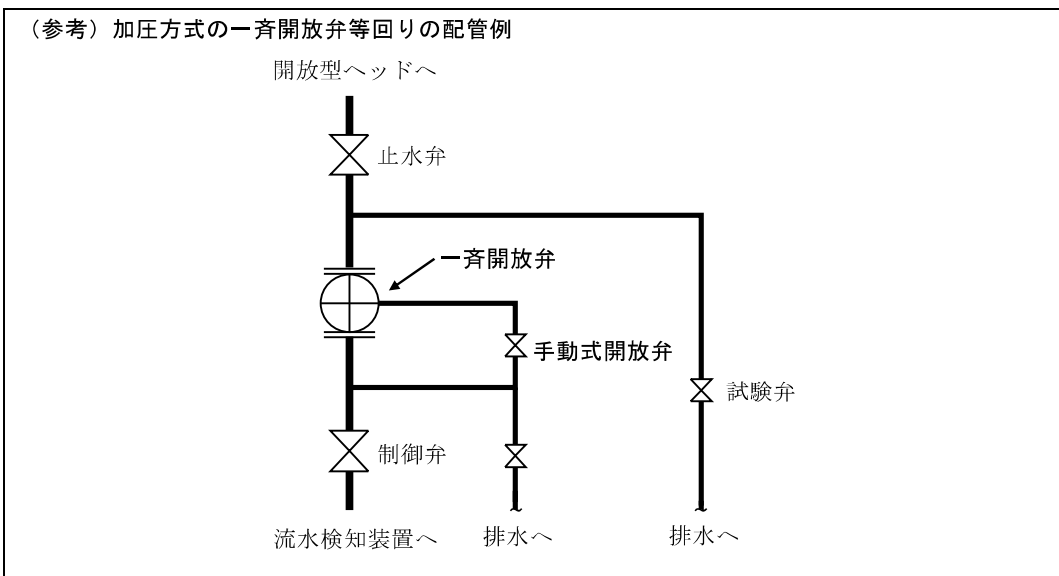 （参考）加圧方式の一斉開放弁等回りの配管例
開放型ヘッドへ
止水弁
一斉開放弁
手動式開放弁
試験弁
制御弁
流水検知装置へ
排水へ
排水へ